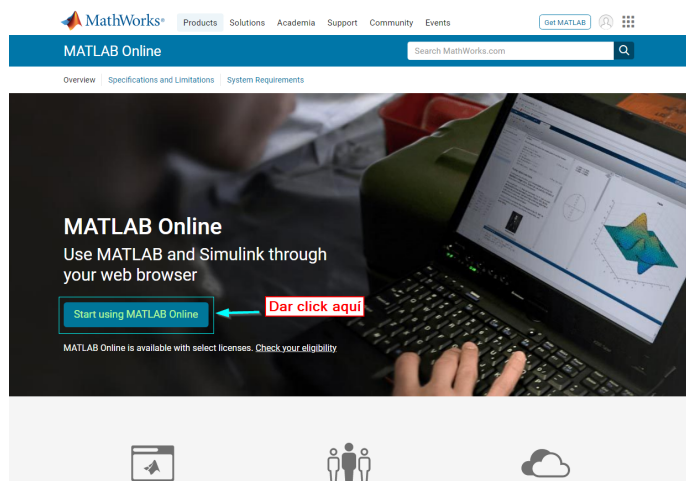 MathWorks®
Products Solutions Academia Support Community Events
Get MATLAB
MATLAB Online
Search MathWorks.com
Overview
Specifications and Limitations
System Requirements
MATLAB Online
Use MATLAB and Simulink through
your web browser
Start using MATLAB Online
Dar click aquí
MATLAB Online is available with select licenses. Check your eligibility